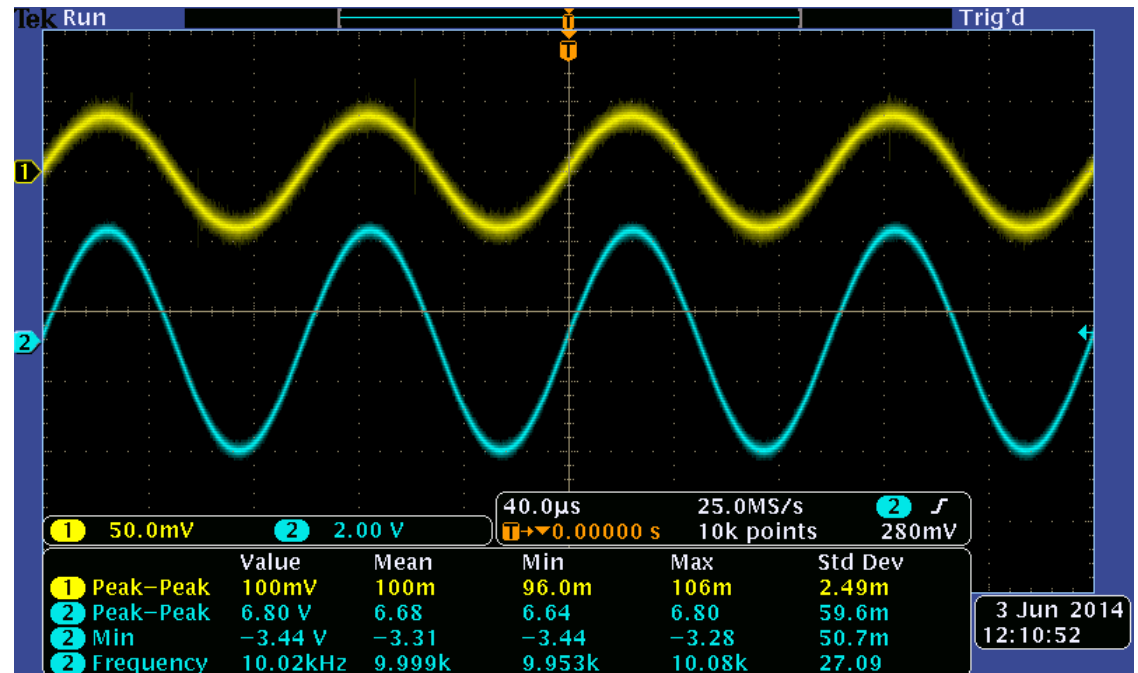 Tek Run Trig'd
T
T
1
2
40.0µs 25.0MS/s 2
1 50.0mV 2 2.00 V T→▼0.00000 s 10k points 280mV
Value Mean Min Max Std Dev
1 Peak−Peak 100mV 100m 96.0m 106m 2.49m
2 Peak−Peak 6.80 V 6.68 6.64 6.80 59.6m
2 Min −3.44 V −3.31 −3.44 −3.28 50.7m
2 Frequency 10.02kHz 9.999k 9.953k 10.08k 27.09
3 Jun 2014
12:10:52